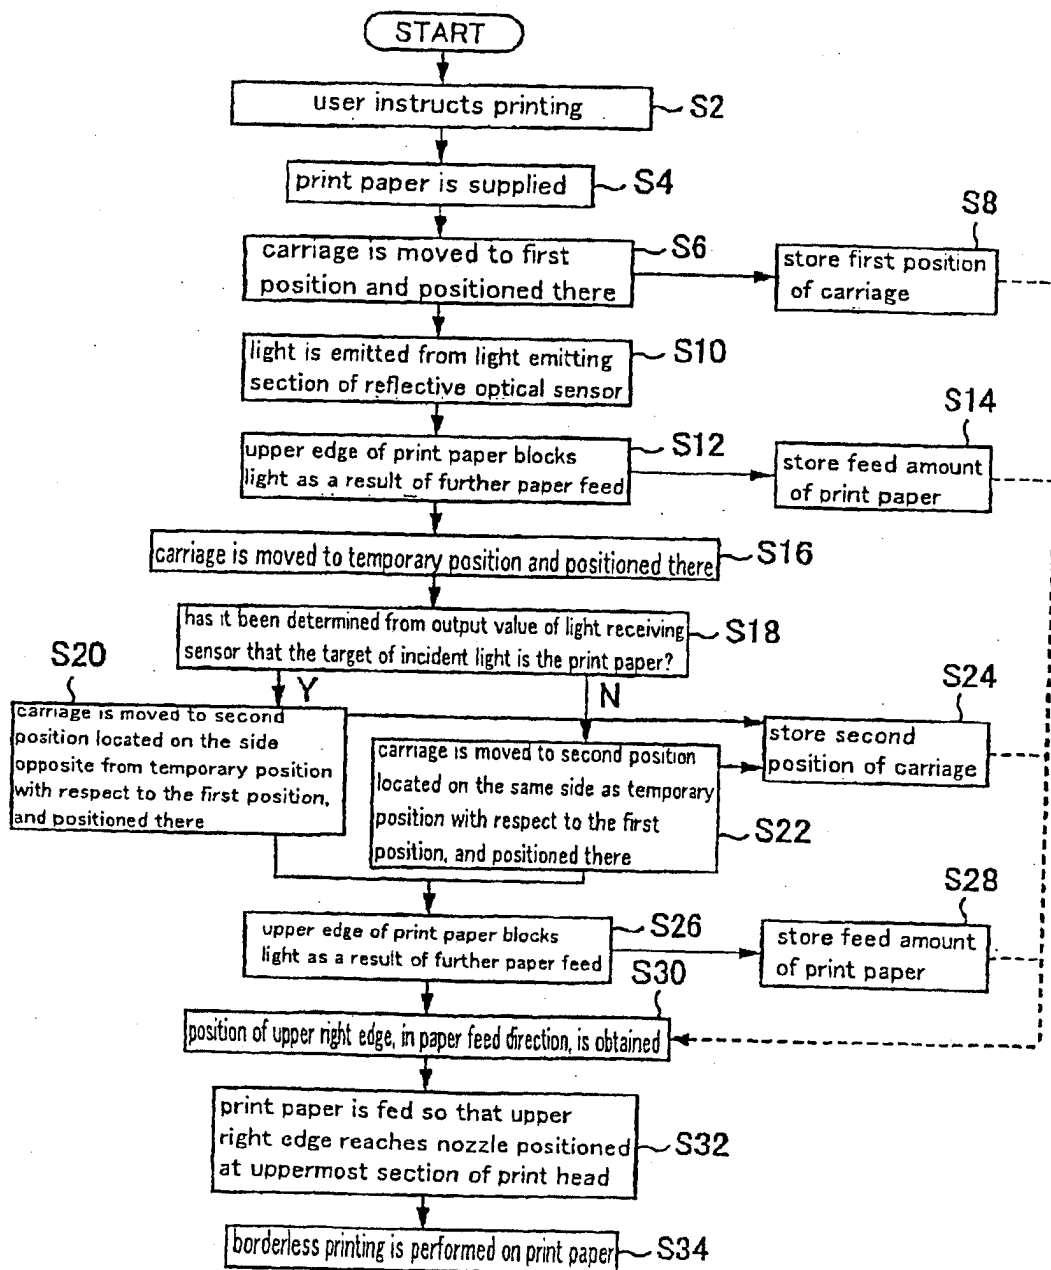 START
user instructs printing
S2
print paper is supplied
S4
carriage is moved to first
position and positioned there
S6
store first position
of carriage
S8
light is emitted from light emitting
section of reflective optical sensor
S10
upper edge of print paper blocks
light as a result of further paper feed
S12
store feed amount
of print paper
S14
carriage is moved to temporary position and positioned there
S16
has it been determined from output value of light receiving
sensor that the target of incident light is the print paper?
S18
Y
N
S20
carriage is moved to second
position located on the side
opposite from temporary position
with respect to the first position,
and positioned there
carriage is moved to second position
located on the same side as temporary
position with respect to the first
position, and positioned there
S22
S24
store second
position of carriage
upper edge of print paper blocks
light as a result of further paper feed
S26
S28
store feed amount
of print paper
S30
position of upper right edge, in paper feed direction, is obtained
print paper is fed so that upper
right edge reaches nozzle positioned
at uppermost section of print head
S32
borderless printing is performed on print paper
S34